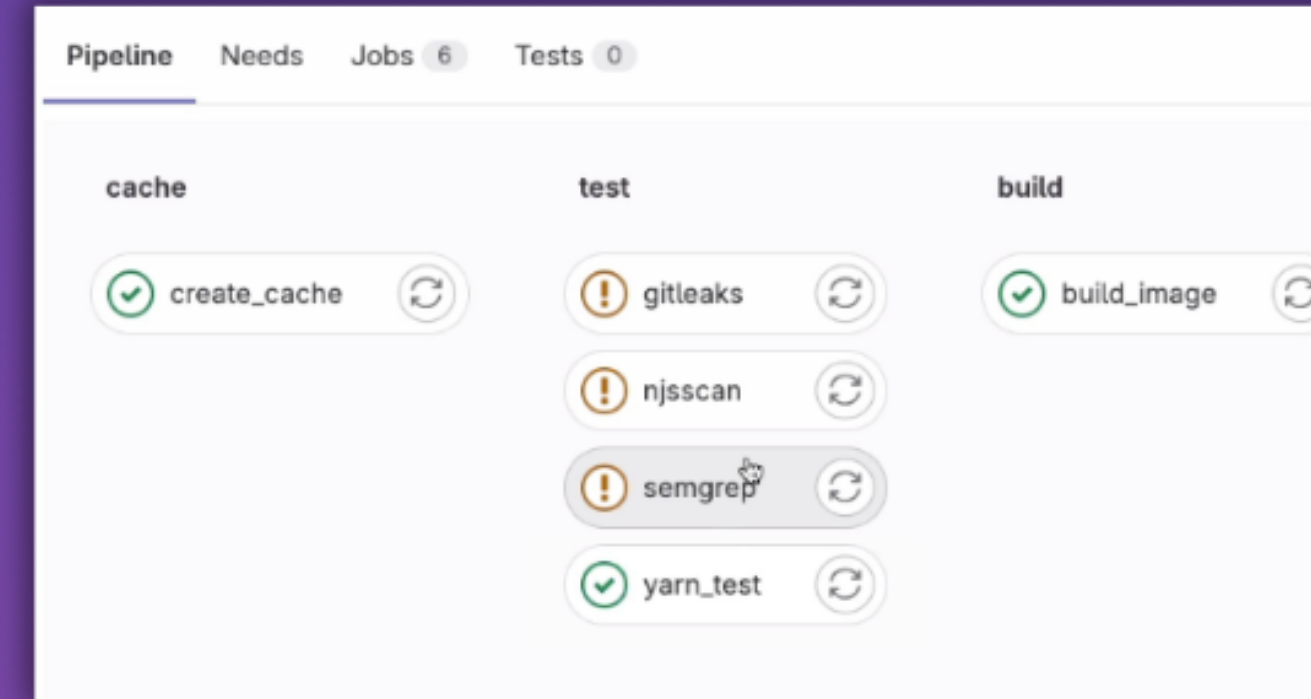 Pipeline Needs Jobs 6 Tests 0
cache test build
create_cache gitleaks build_image
njsscan
semgrep
yarn_test